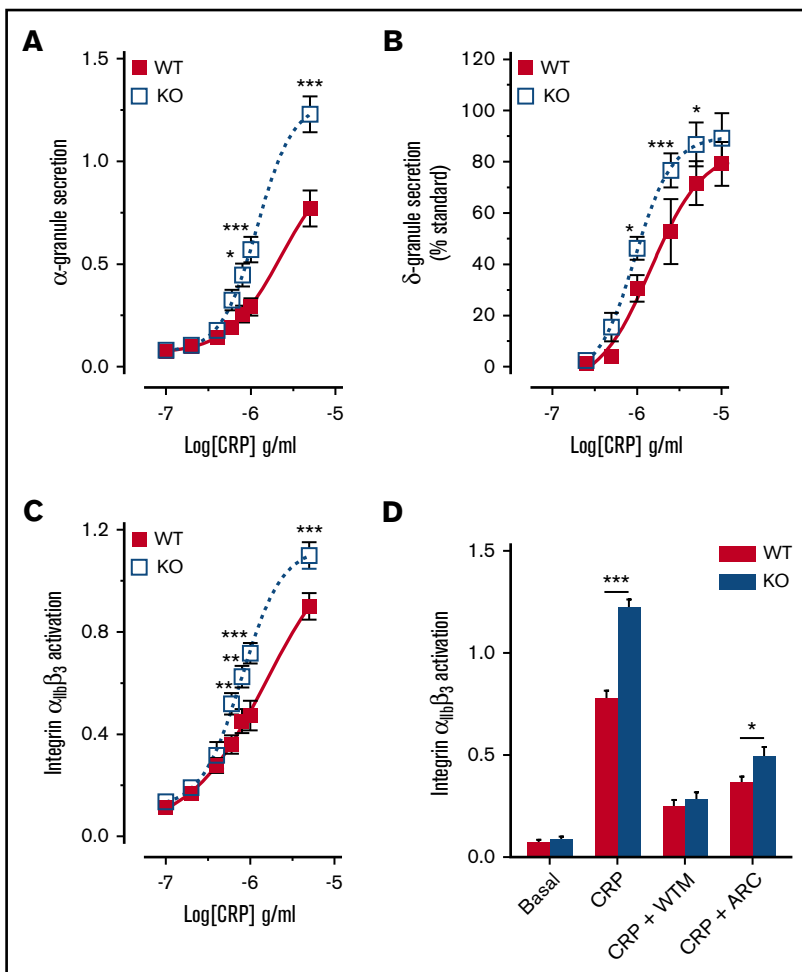 A
WT
KO
α-granule secretion
1.5
1.0
0.5
0.0
*
***
***
-7
-6
-5
Log[CRP] g/ml
B
WT
KO
δ-granule secretion
(% standard)
120
100
80
60
40
20
0
*
***
*
-7
-6
-5
Log[CRP] g/ml
C
WT
KO
Integrin αIIbβ3 activation
1.2
0.8
0.4
0.0
**
**
***
***
-7
-6
-5
Log[CRP] g/ml
D
WT
KO
Integrin αIIbβ3 activation
1.5
1.0
0.5
0.0
***
*
Basal
CRP
CRP + WTM
CRP + ARC